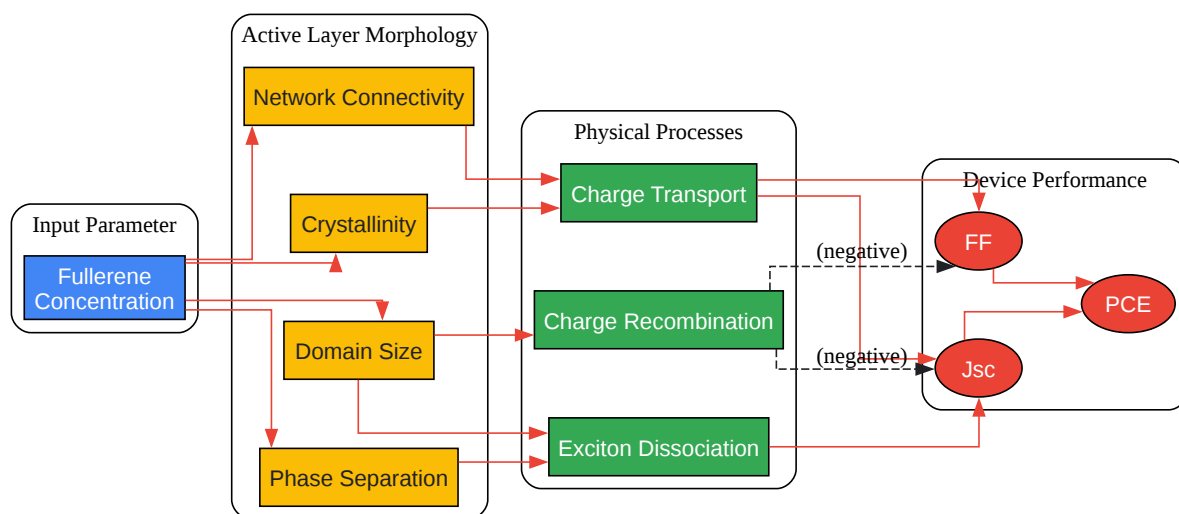 Input Parameter
Fullerene
Concentration
Active Layer Morphology
Network Connectivity
Crystallinity
Domain Size
Phase Separation
Physical Processes
Charge Transport
Charge Recombination
Exciton Dissociation
(negative)
(negative)
Device Performance
FF
PCE
Jsc